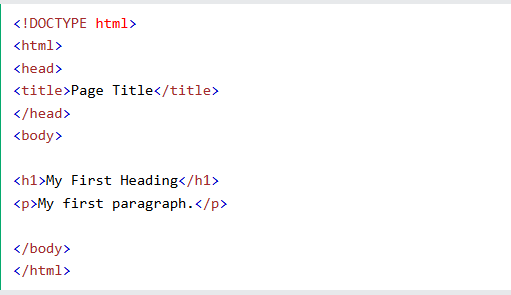 <!DOCTYPE html>
<html>
<head>
<title>Page Title</title>
</head>
<body>
<h1>My First Heading</h1>
<p>My first paragraph.</p>
</body>
</html>